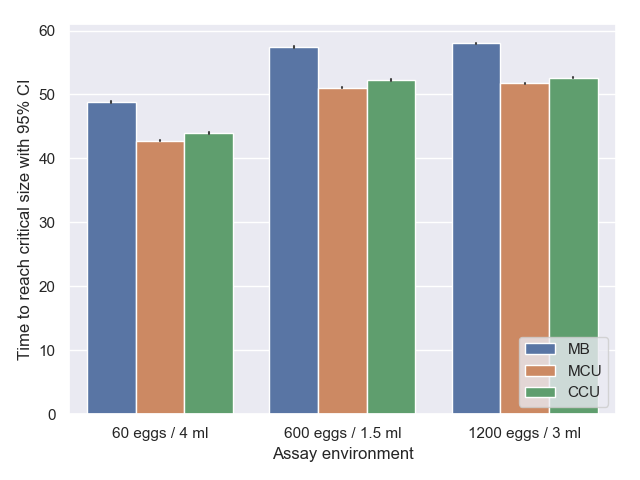 Time to reach critical size with 95% CI
60
50
40
30
20
10
0
60 eggs / 4 ml
600 eggs / 1.5 ml
1200 eggs / 3 ml
Assay environment
MB
MCU
CCU